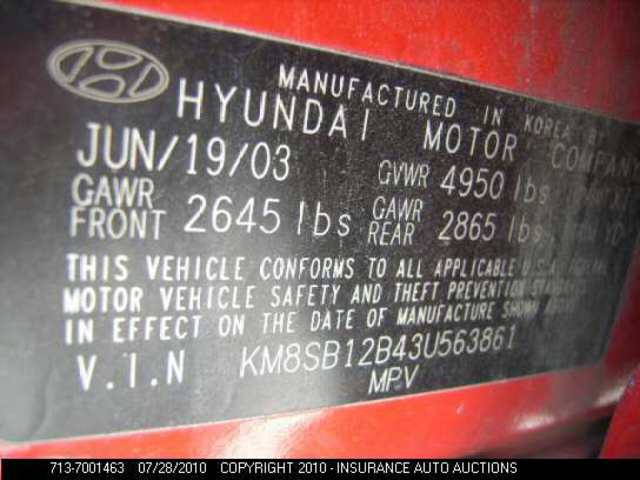 MANUFACTURED IN KOREA BY
HYUNDAI MOTOR COMPANY
JUN/19/03 GVWR 4950 lbs
GAWR FRONT 2645 lbs GAWR REAR 2865 lbs
THIS VEHICLE CONFORMS TO ALL APPLICABLE U.S.A. FEDERAL
MOTOR VEHICLE SAFETY AND THEFT PREVENTION STANDARDS
EFFECT ON THE DATE OF MANUFACTURE SHOWN
V.I.N KM8SB12B43U563861
MPV
713-7001463 07/28/2010 COPYRIGHT 2010 - INSURANCE AUTO AUCTIONS